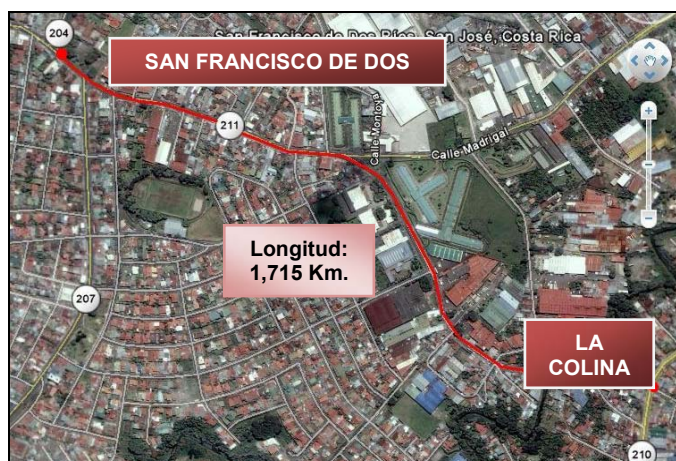 204
San Francisco de Dos Ríos, San José, Costa Rica
SAN FRANCISCO DE DOS
211
Calle Montoya
Calle Madrigal
Longitud:
1,715 Km.
207
LA
COLINA
210